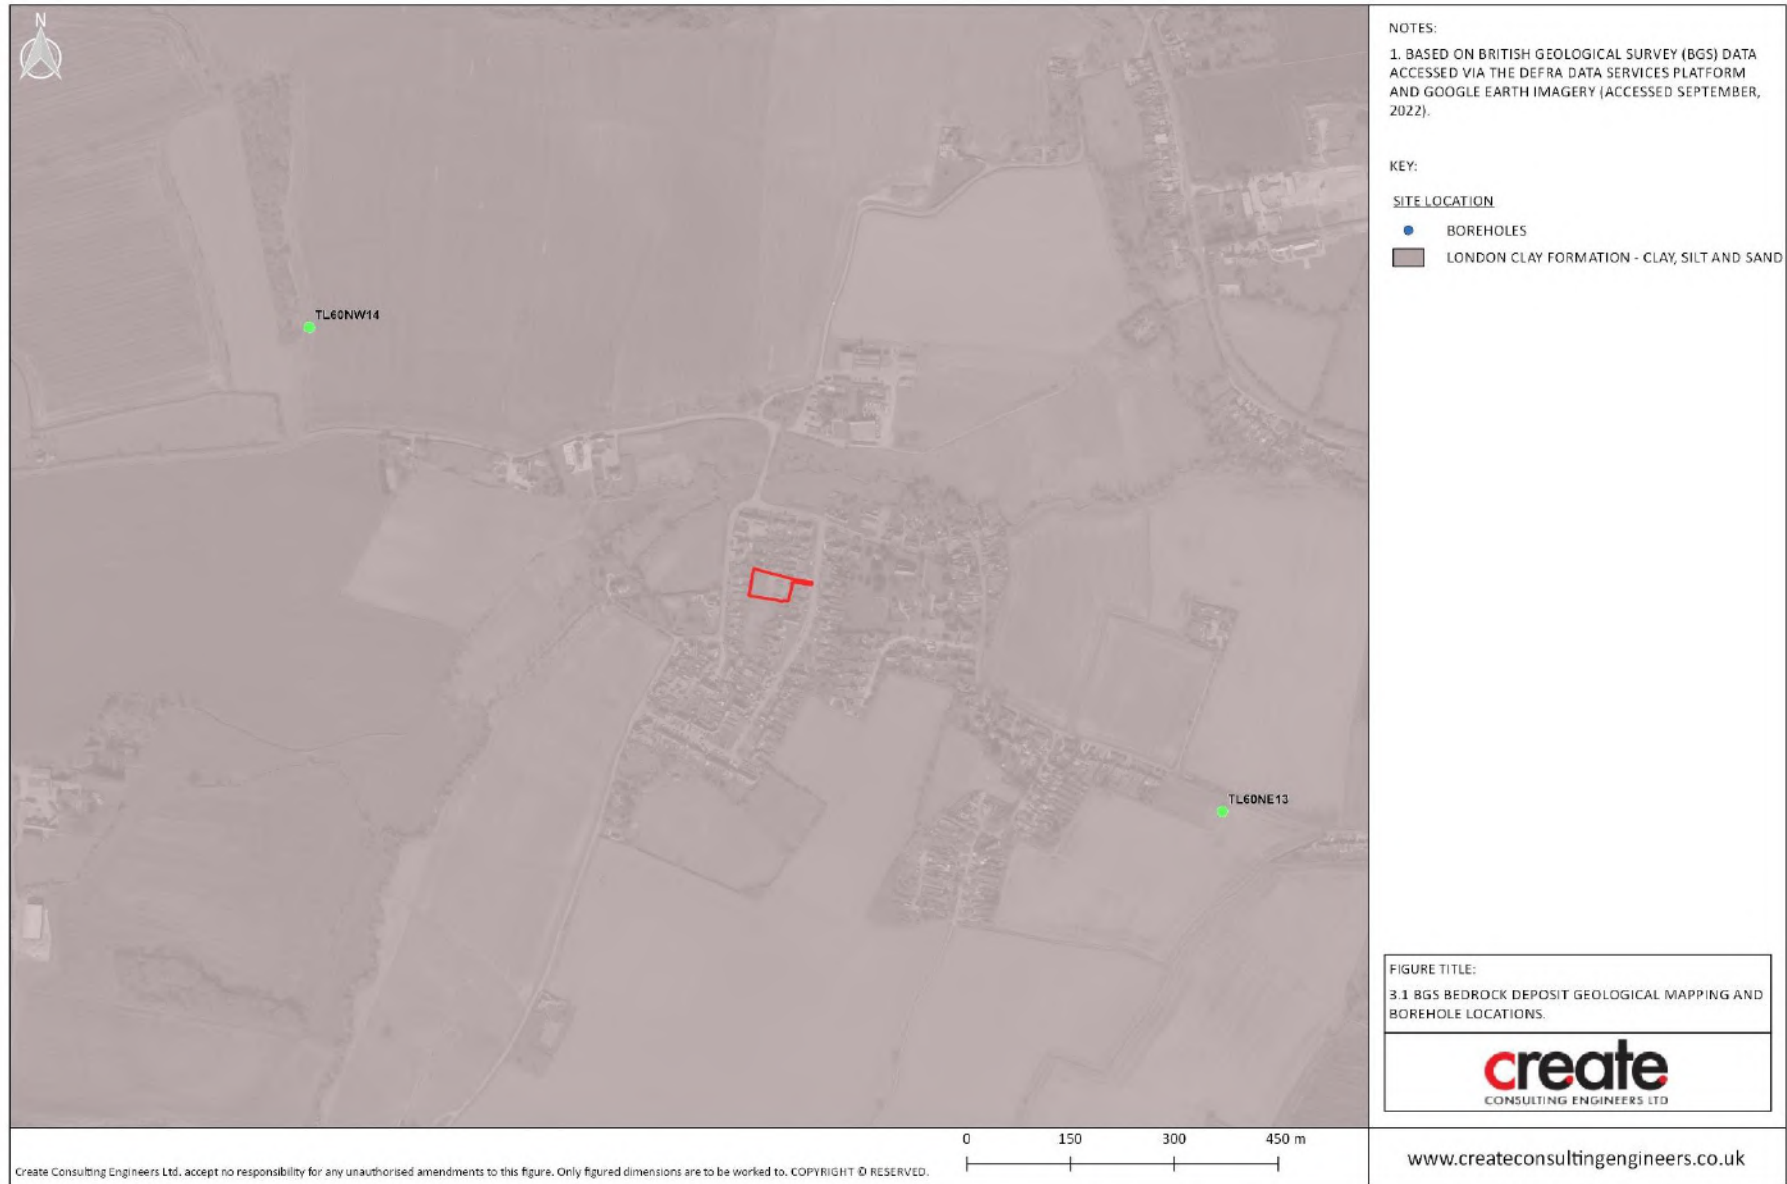 N
TL60NW14
TL60NE13
NOTES:
1. BASED ON BRITISH GEOLOGICAL SURVEY (BGS) DATA
ACCESSED VIA THE DEFRA DATA SERVICES PLATFORM
AND GOOGLE EARTH IMAGERY (ACCESSED SEPTEMBER,
2022).
KEY:
SITE LOCATION
BOREHOLES
LONDON CLAY FORMATION - CLAY, SILT AND SAND
FIGURE TITLE:
3.1 BGS BEDROCK DEPOSIT GEOLOGICAL MAPPING AND
BOREHOLE LOCATIONS.
create
CONSULTING ENGINEERS LTD
0 150 300 450 m
Create Consulting Engineers Ltd. accept no responsibility for any unauthorised amendments to this figure. Only figured dimensions are to be worked to. COPYRIGHT © RESERVED.
www.createconsultingengineers.co.uk